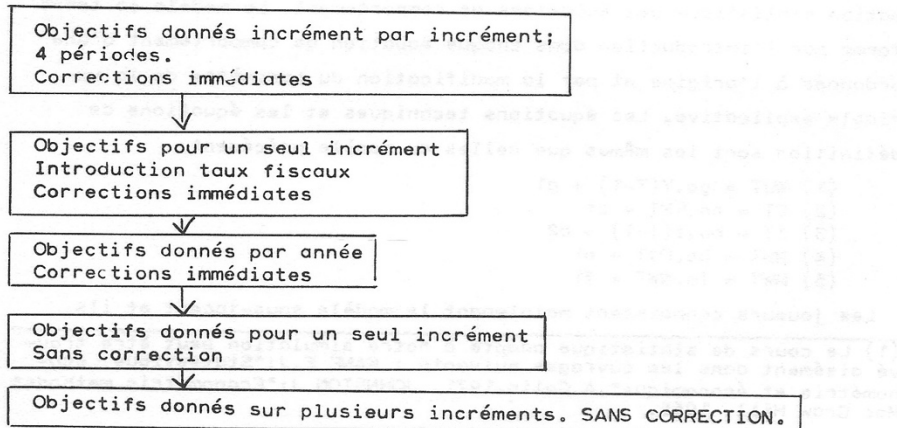 Objectifs donnés incrément par incrément;
4 périodes.
Corrections immédiates
Objectifs pour un seul incrément
Introduction taux fiscaux
Corrections immédiates
Objectifs donnés par année
Corrections immédiates
Objectifs donnés pour un seul incrément
Sans correction
Objectifs donnés sur plusieurs incréments. SANS CORRECTION.